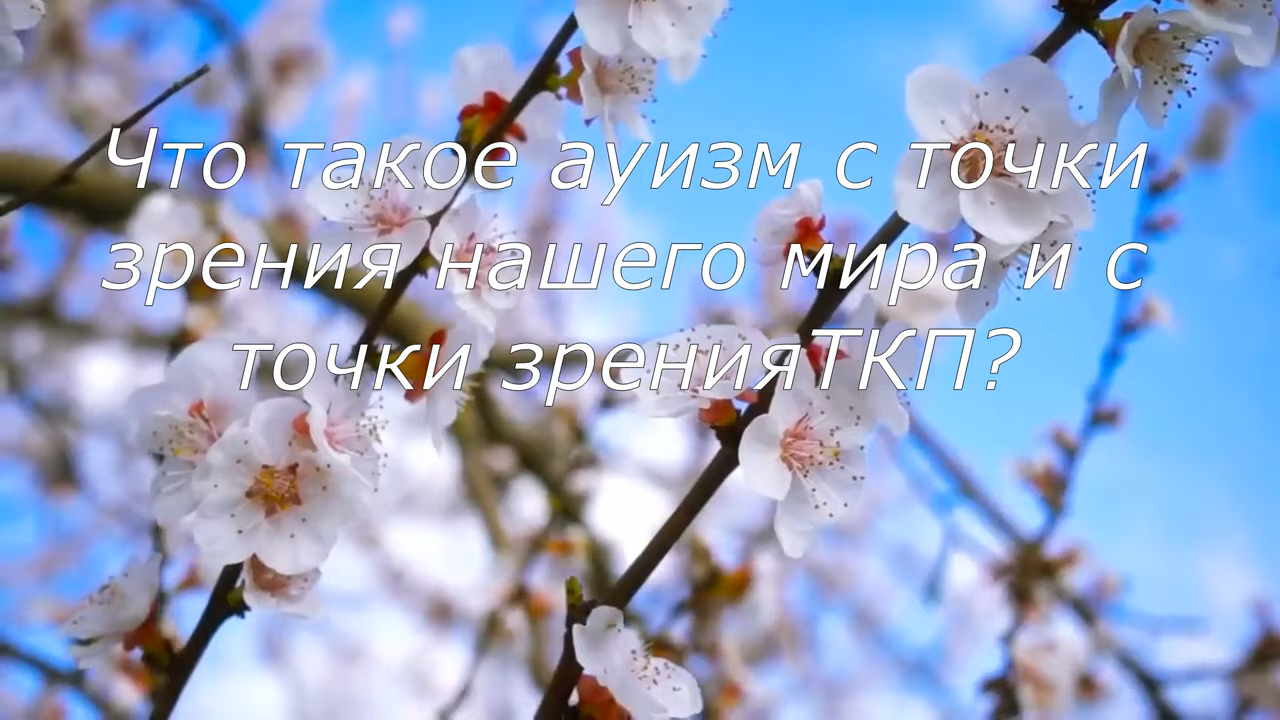 Что такое ауизм с точки
зрения нашего мира и с
точки зренияТКП?